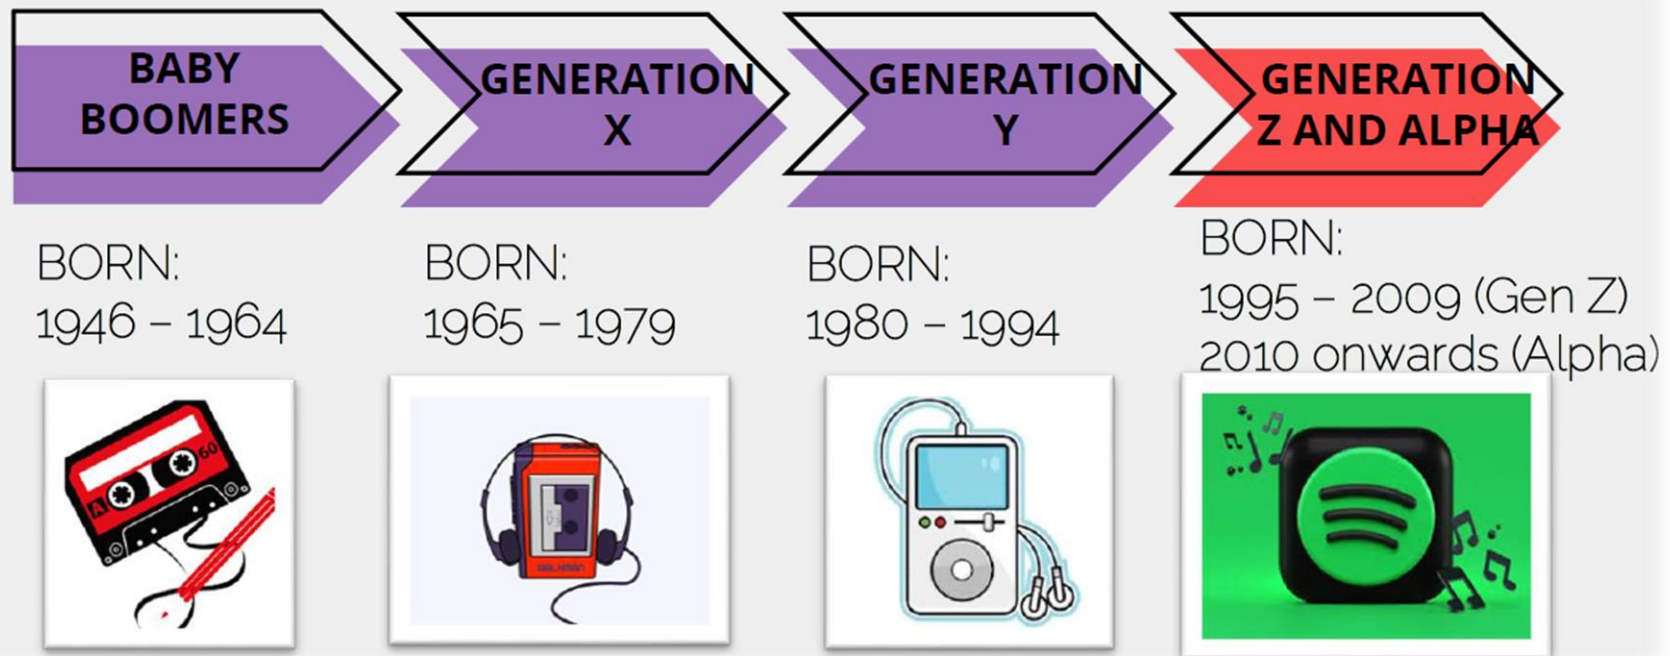 BABY
BOOMERS
GENERATION
X
GENERATION
Y
GENERATION
Z AND ALPHA
BORN:
1946 – 1964
BORN:
1965 – 1979
BORN:
1980 – 1994
BORN:
1995 – 2009 (Gen Z)
2010 onwards (Alpha)
60
A